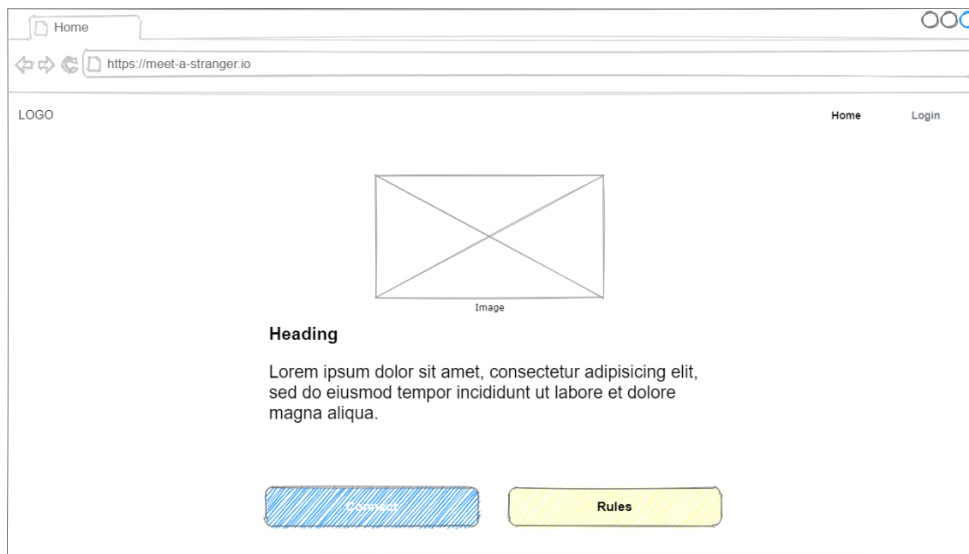 Home
https://meet-a-stranger.io
LOGO
Home
Login
Image
Heading
Lorem ipsum dolor sit amet, consectetur adipisicing elit,
sed do eiusmod tempor incididunt ut labore et dolore
magna aliqua.
Connect
Rules